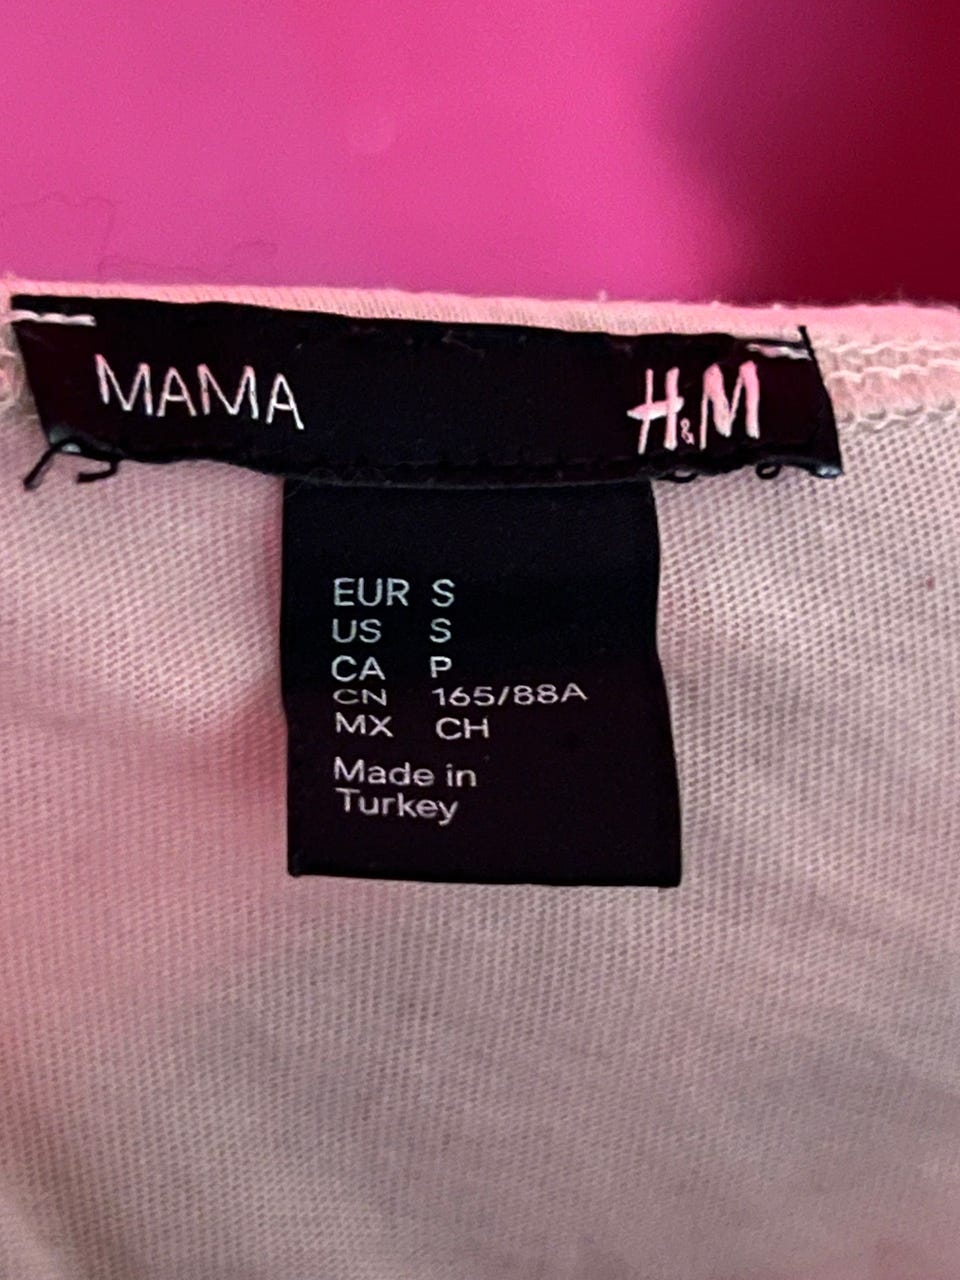 MAMA H&M
EUR S
US S
CA P
CN 165/88A
MX CH
Made in
Turkey